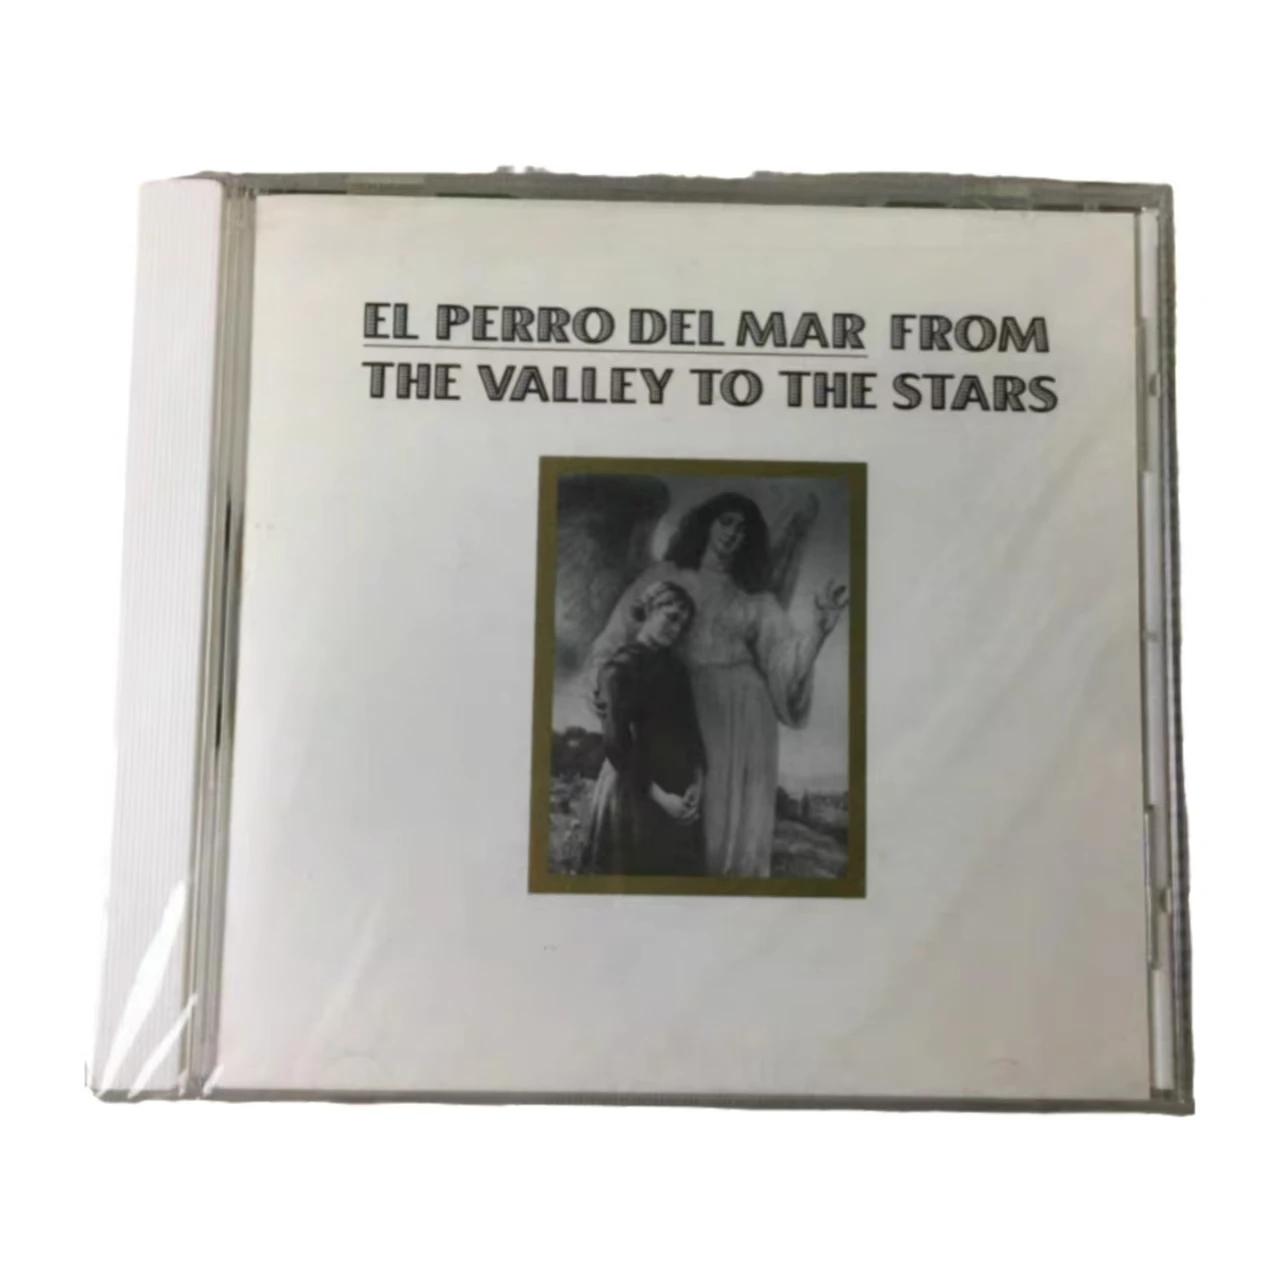 EL PERRO DEL MAR FROM
THE VALLEY TO THE STARS